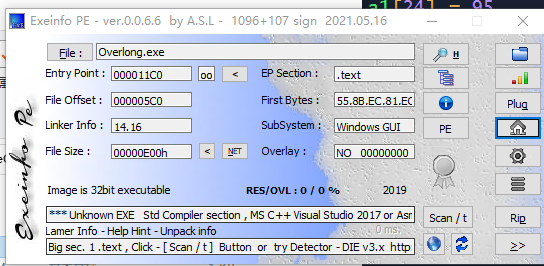 a1[24] = 95
Exeinfo PE - ver.0.0.6.6 by A.S.L - 1096+107 sign 2021.05.16
File : Overlong.exe H
Entry Point : 000011C0 oo < EP Section : .text
File Offset : 000005C0 First Bytes : 55.8B.EC.81.EC Plug
Linker Info : 14.16 SubSystem : Windows GUI PE
File Size : 00000E00h < NET Overlay : NO 00000000
Image is 32bit executable RES/OVL : 0 / 0 % 2019
*** Unknown EXE Std Compiler section , MS C++ Visual Studio 2017 or Asr Scan / t Rip
Lamer Info - Help Hint - Unpack info 0 ms.
Big sec. 1 .text , Click - [ Scan / t ] Button or try Detector - DIE v3.x http >>
Exeinfo Pe